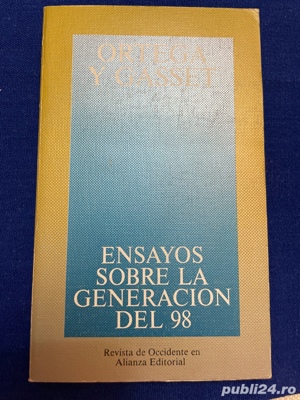 ORTEGA
Y GASSET
ENSAYOS
SOBRE LA
GENERACION
DEL 98
Revista de Occidente en
Alianza Editorial
publi24.ro